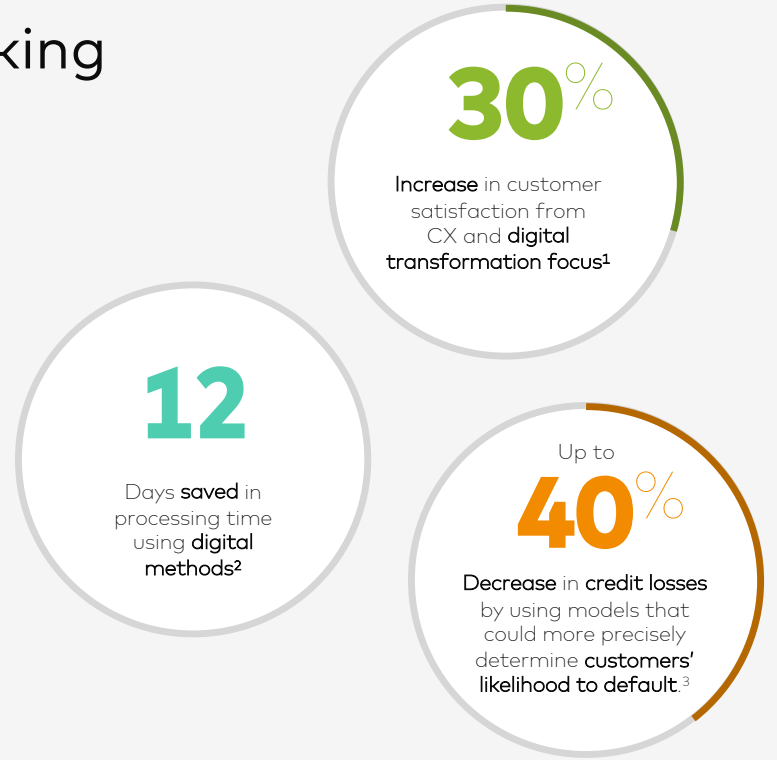 king
30%
Increase in customer
satisfaction from
CX and digital
transformation focus¹
12
Days saved in
processing time
using digital
methods²
Up to
40%
Decrease in credit losses
by using models that
could more precisely
determine customers’
likelihood to default.³